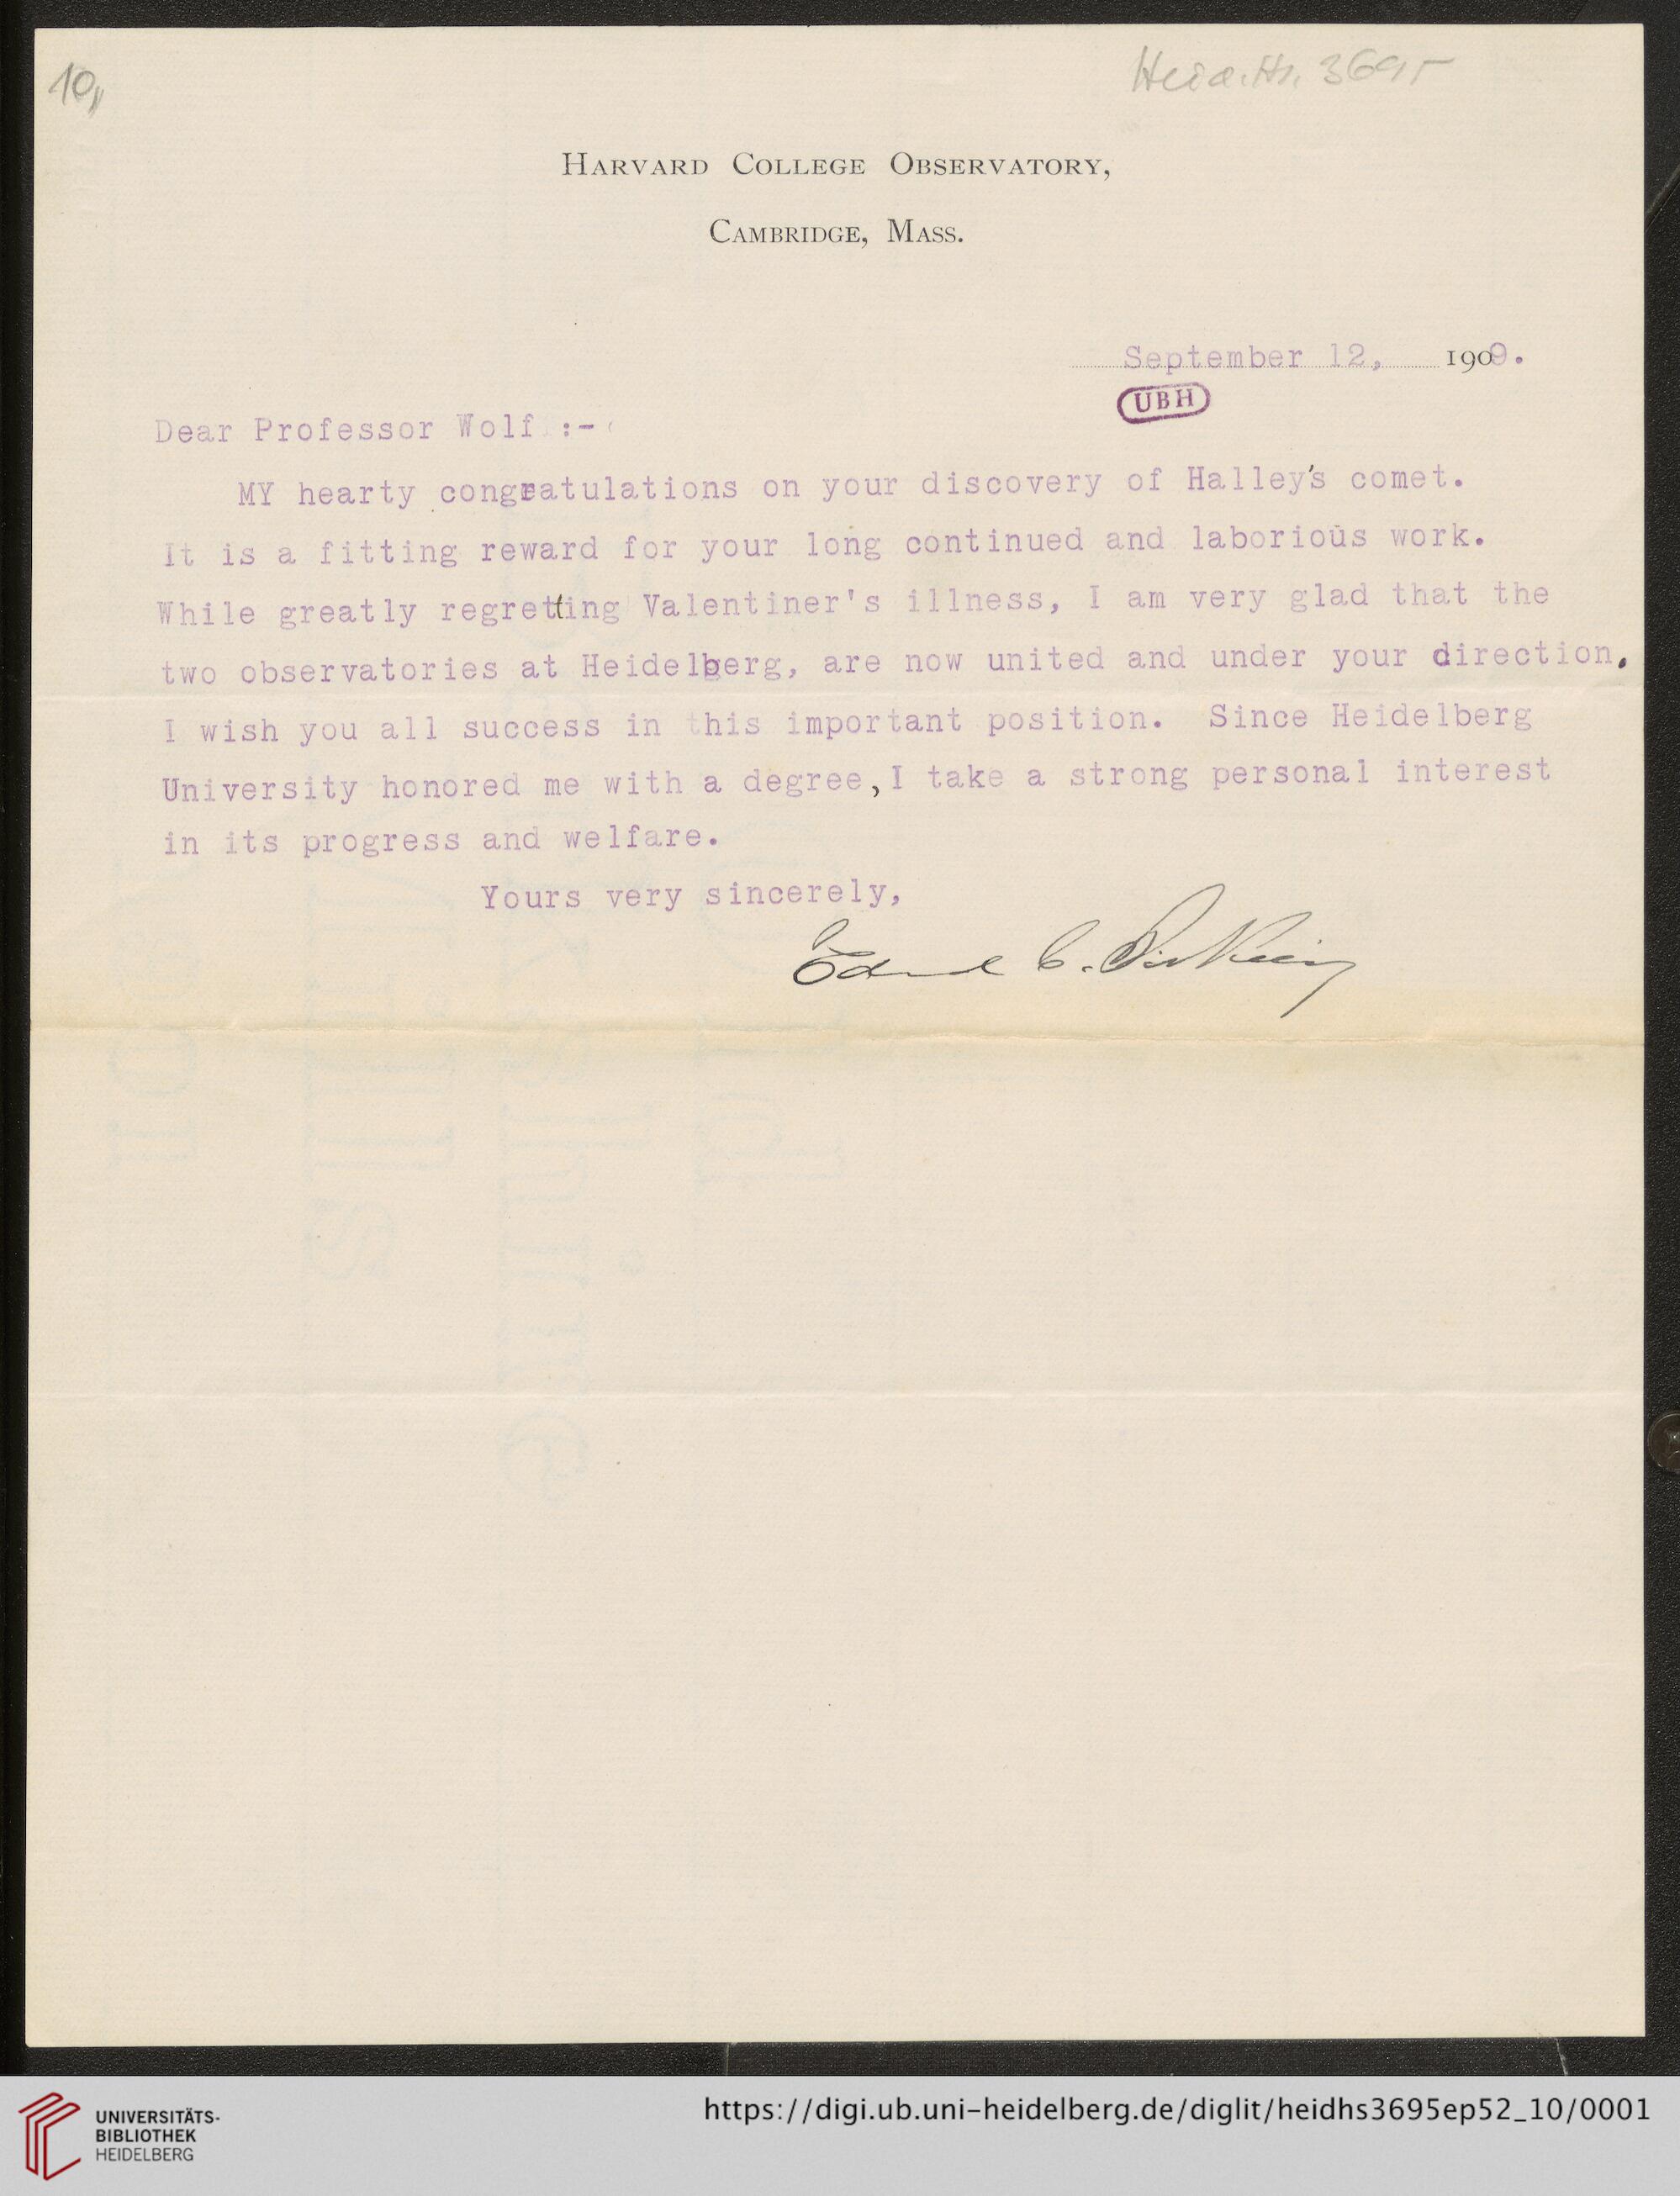 10,,
Heid. Hs. 3695
HARVARD COLLEGE OBSERVATORY,
CAMBRIDGE, MASS.
September 12, 1909.
UBH
Dear Professor Wolf :-
MY hearty congratulations on your discovery of Halley's comet.
It is a fitting reward for your long continued and laborious work.
While greatly regretting Valentiner's illness, I am very glad that the
two observatories at Heidelberg, are now united and under your direction.
I wish you all success in this important position. Since Heidelberg
University honored me with a degree, I take a strong personal interest
in its progress and welfare.
Yours very sincerely,
Edward C. Pickering
UNIVERSITÄTS-
BIBLIOTHEK
HEIDELBERG
https://digi.ub.uni-heidelberg.de/diglit/heidhs3695ep52_10/0001